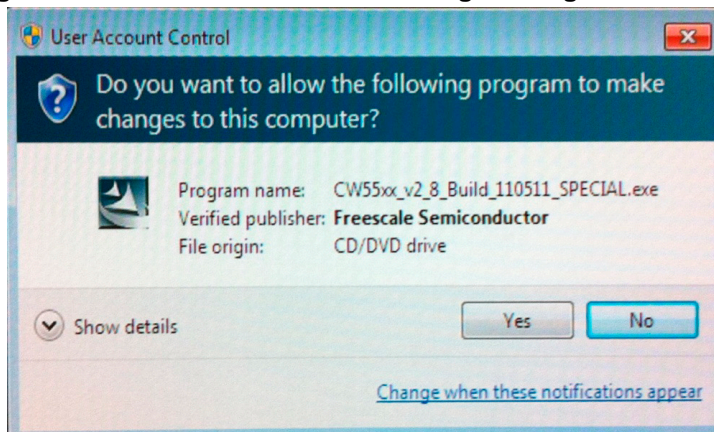 User Account Control
Do you want to allow the following program to make
changes to this computer?
Program name: CW55xx_v2_8_Build_110511_SPECIAL.exe
Verified publisher: Freescale Semiconductor
File origin: CD/DVD drive
Show details
Yes
No
Change when these notifications appear